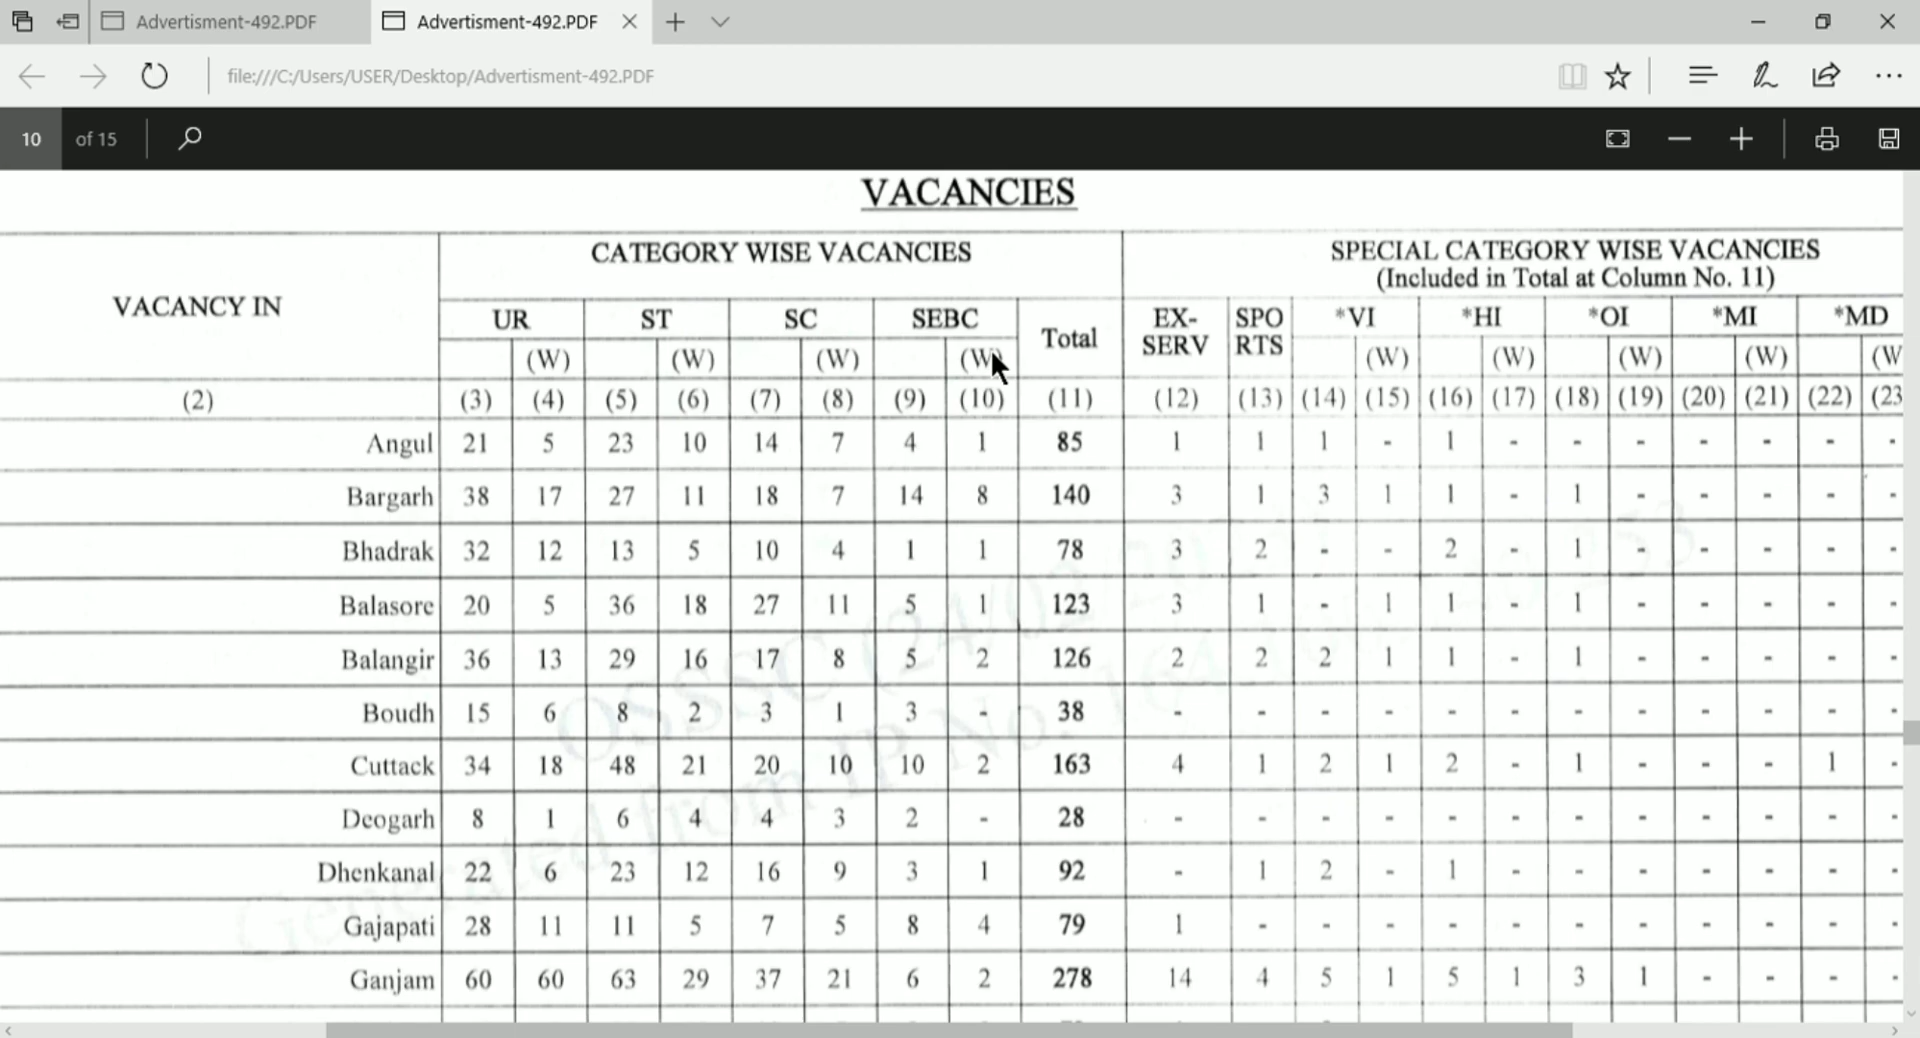 Advertisment-492.PDF
Advertisment-492.PDF
file:///C:/Users/USER/Desktop/Advertisment-492.PDF
10 of 15
VACANCIES
VACANCY IN CATEGORY WISE VACANCIES SPECIAL CATEGORY WISE VACANCIES
(Included in Total at Column No. 11)
UR ST SC SEBC Total EX-SERV SPORTS *VI *HI *OI *MI *MD
(W) (W) (W) (W) (W) (W) (W) (W) (W
(2) (3) (4) (5) (6) (7) (8) (9) (10) (11) (12) (13) (14) (15) (16) (17) (18) (19) (20) (21) (22) (23
Angul 21 5 23 10 14 7 4 1 85 1 1 1 - 1 - - - - - - -
Bargarh 38 17 27 11 18 7 14 8 140 3 1 3 1 1 - 1 - - - - -
Bhadrak 32 12 13 5 10 4 1 1 78 3 2 - - 2 - 1 - - - - -
Balasore 20 5 36 18 27 11 5 1 123 3 1 - 1 1 - 1 - - - - -
Balangir 36 13 29 16 17 8 5 2 126 2 2 2 1 1 - 1 - - - - -
Boudh 15 6 8 2 3 1 3 - 38 - - - - - - - - - - - -
Cuttack 34 18 48 21 20 10 10 2 163 4 1 2 1 2 - 1 - - - 1 -
Deogarh 8 1 6 4 4 3 2 - 28 - - - - - - - - - - - -
Dhenkanal 22 6 23 12 16 9 3 1 92 - 1 2 - 1 - - - - - - -
Gajapati 28 11 11 5 7 5 8 4 79 1 - - - - - - - - - - -
Ganjam 60 60 63 29 37 21 6 2 278 14 4 5 1 5 1 3 1 - - - -
OSSSC (24/02/
Generated from IP No. 164.